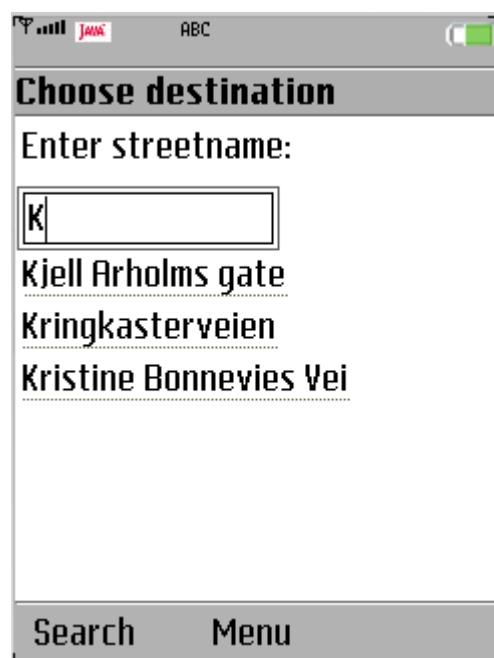 JAVA ABC
Choose destination
Enter streetname:
K
Kjell Arholms gate
Kringkasterveien
Kristine Bonnevies Vei
Search Menu